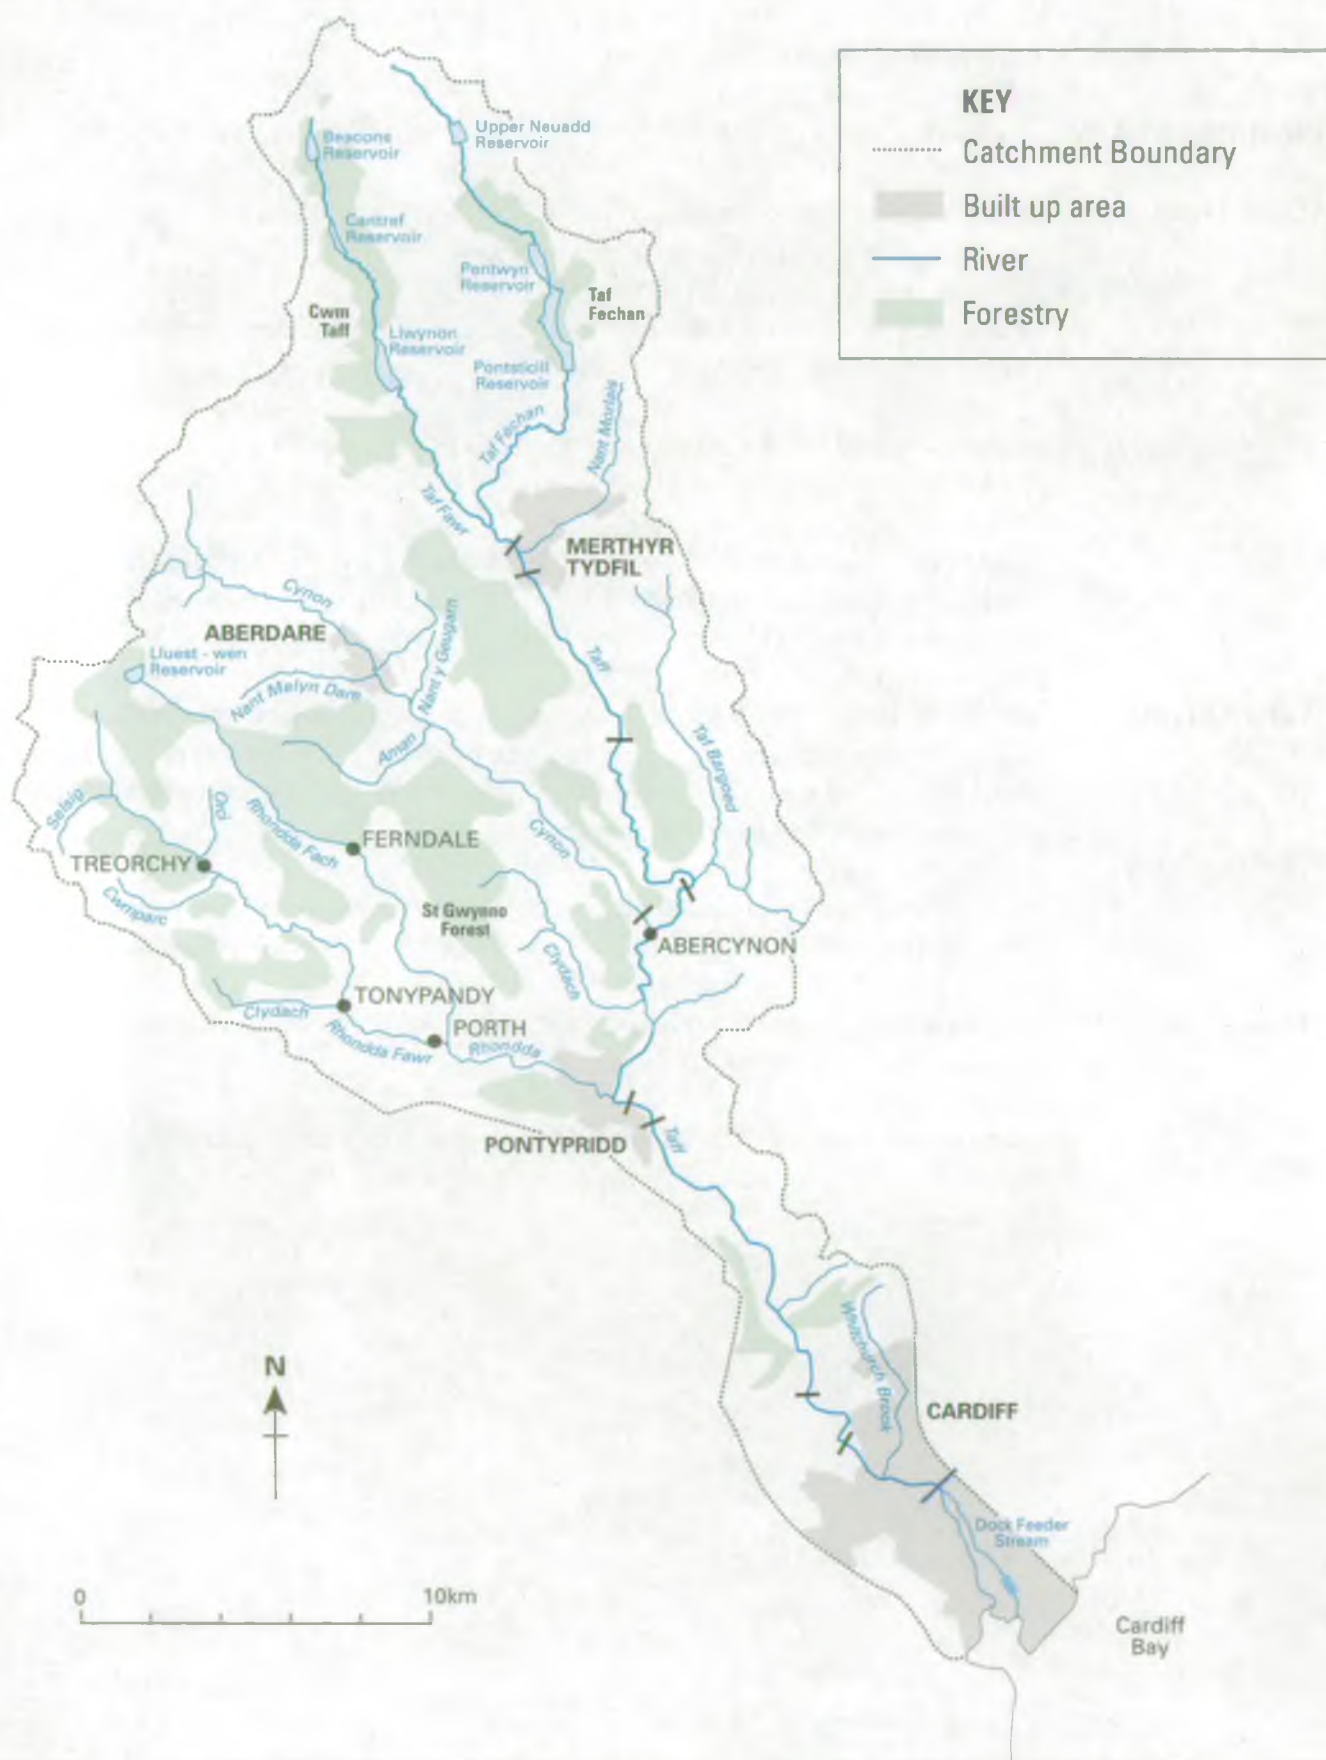 KEY
Catchment Boundary
Built up area
River
Forestry
Beacons
Reservoir
Upper Neuadd
Reservoir
Cantref
Reservoir
Pentwyn
Reservoir
Taf
Fechan
Cwm
Taff
Llwynon
Reservoir
Pontsticill
Reservoir
Taf Fechan
Nant Morlais
Taf Fawr
MERTHYR
TYDFIL
Cynon
ABERDARE
Lluest - wen
Reservoir
Nant Melyn Dare
Nant y Geugarn
Taff
Aman
Taf Bargoed
Selsig
Olci
Rhondda Fach
FERNDALE
Cynon
TREORCHY
Cwmparc
St Gwynno
Forest
ABERCYNON
Clydach
TONYPANDY
Clydach
Rhondda Fawr
PORTH
Rhondda
PONTYPRIDD
Taff
Whitchurch Brook
N
CARDIFF
Dock Feeder
Stream
0
10km
Cardiff
Bay